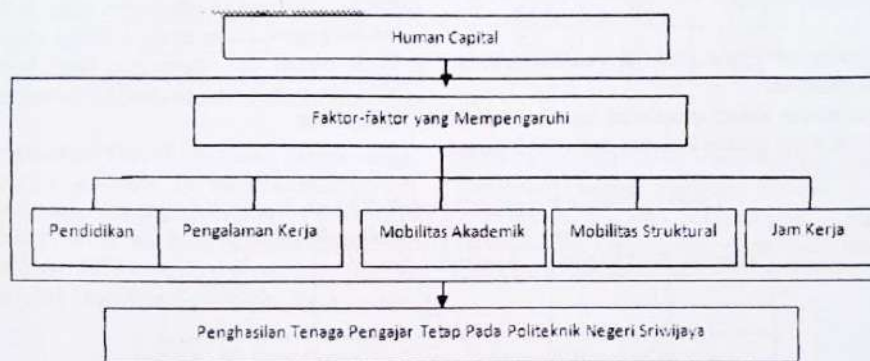 Human Capital
Faktor-faktor yang Mempengaruhi
Pendidikan
Pengalaman Kerja
Mobilitas Akademik
Mobilitas Struktural
Jam Kerja
Penghasilan Tenaga Pengajar Tetap Pada Politeknik Negeri Sriwijaya